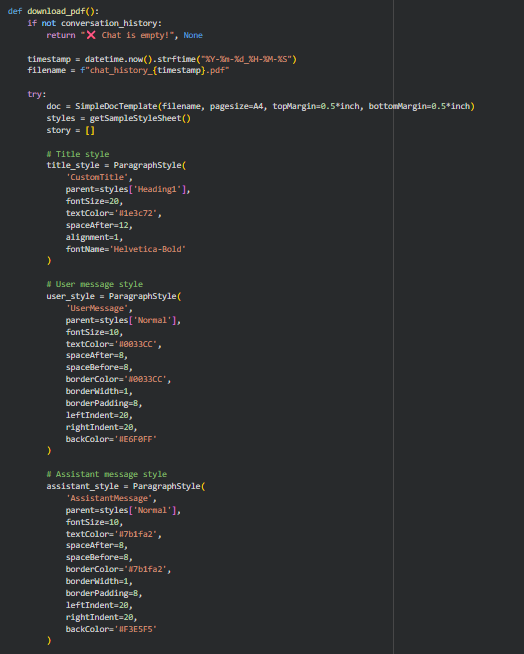 def download_pdf():
    if not conversation_history:
        return "❌ Chat is empty!", None

    timestamp = datetime.now().strftime("%Y-%m-%d_%H-%M-%S")
    filename = f"chat_history_{timestamp}.pdf"

    try:
        doc = SimpleDocTemplate(filename, pagesize=A4, topMargin=0.5*inch, bottomMargin=0.5*inch)
        styles = getSampleStyleSheet()
        story = []

        # Title style
        title_style = ParagraphStyle(
            'CustomTitle',
            parent=styles['Heading1'],
            fontSize=20,
            textColor='#1e3c72',
            spaceAfter=12,
            alignment=1,
            fontName='Helvetica-Bold'
        )

        # User message style
        user_style = ParagraphStyle(
            'UserMessage',
            parent=styles['Normal'],
            fontSize=10,
            textColor='#0033CC',
            spaceAfter=8,
            spaceBefore=8,
            borderColor='#0033CC',
            borderWidth=1,
            borderPadding=8,
            leftIndent=20,
            rightIndent=20,
            backColor='#E6F0FF'
        )

        # Assistant message style
        assistant_style = ParagraphStyle(
            'AssistantMessage',
            parent=styles['Normal'],
            fontSize=10,
            textColor='#7b1fa2',
            spaceAfter=8,
            spaceBefore=8,
            borderColor='#7b1fa2',
            borderWidth=1,
            borderPadding=8,
            leftIndent=20,
            rightIndent=20,
            backColor='#F3E5F5'
        )